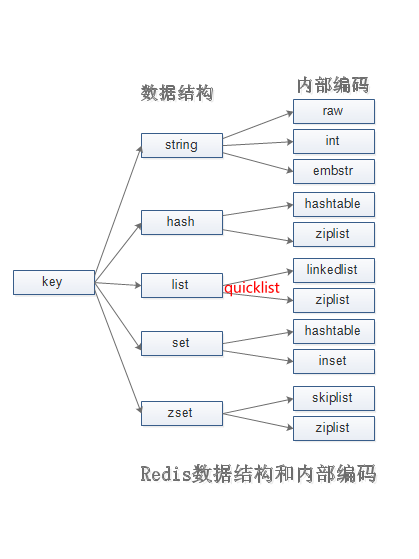 数据结构
内部编码
raw
string
int
embstr
hashtable
hash
ziplist
linkedlist
key
list
quicklist
ziplist
hashtable
set
inset
skiplist
zset
ziplist
Redis数据结构和内部编码